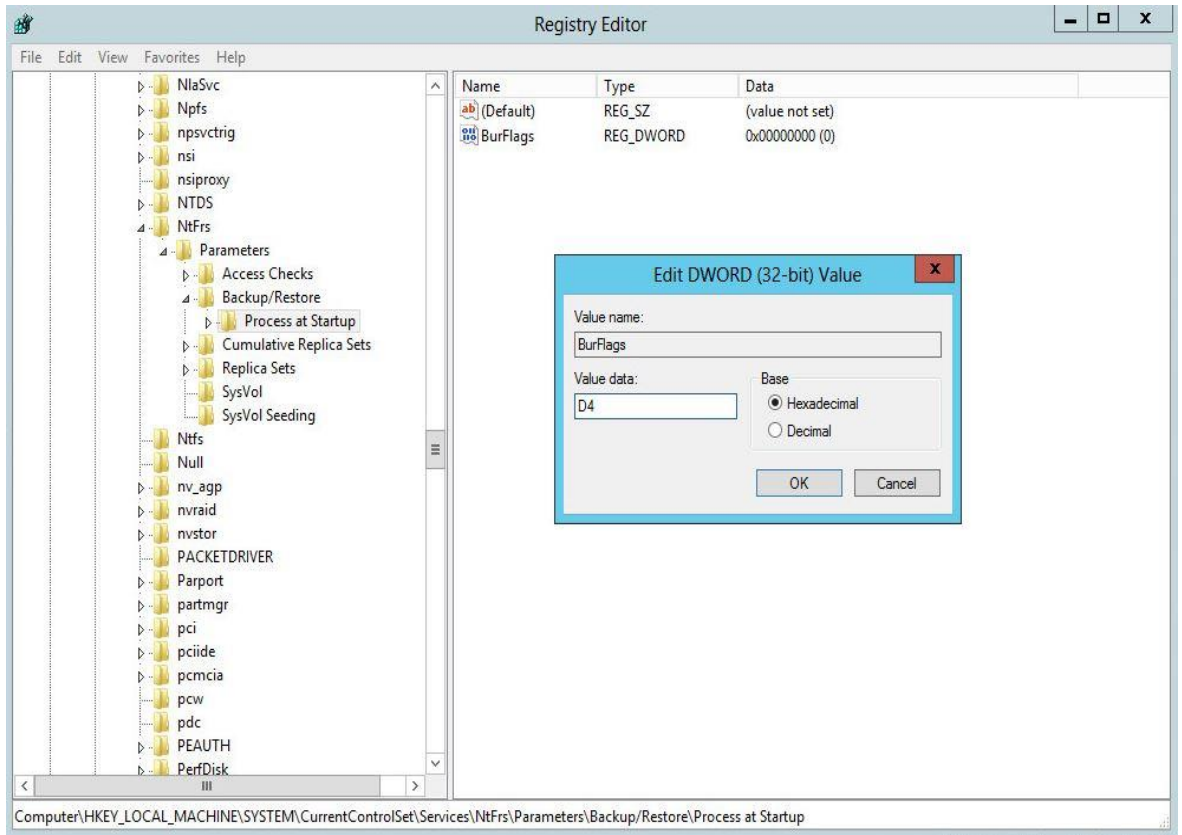 Registry Editor
File Edit View Favorites Help
NlaSvc
Npfs
npsvctrig
nsi
nsiproxy
NTDS
NtFrs
Parameters
Access Checks
Backup/Restore
Process at Startup
Cumulative Replica Sets
Replica Sets
SysVol
SysVol Seeding
Ntfs
Null
nv_agp
nvraid
nvstor
PACKETDRIVER
Parport
partmgr
pci
pciide
pcmcia
pcw
pdc
PEAUTH
PerfDisk
Name Type Data
(Default) REG_SZ (value not set)
BurFlags REG_DWORD 0x00000000 (0)
Edit DWORD (32-bit) Value
Value name:
BurFlags
Value data:
D4
Base
Hexadecimal
Decimal
OK Cancel
Computer\HKEY_LOCAL_MACHINE\SYSTEM\CurrentControlSet\Services\NtFrs\Parameters\Backup/Restore\Process at Startup